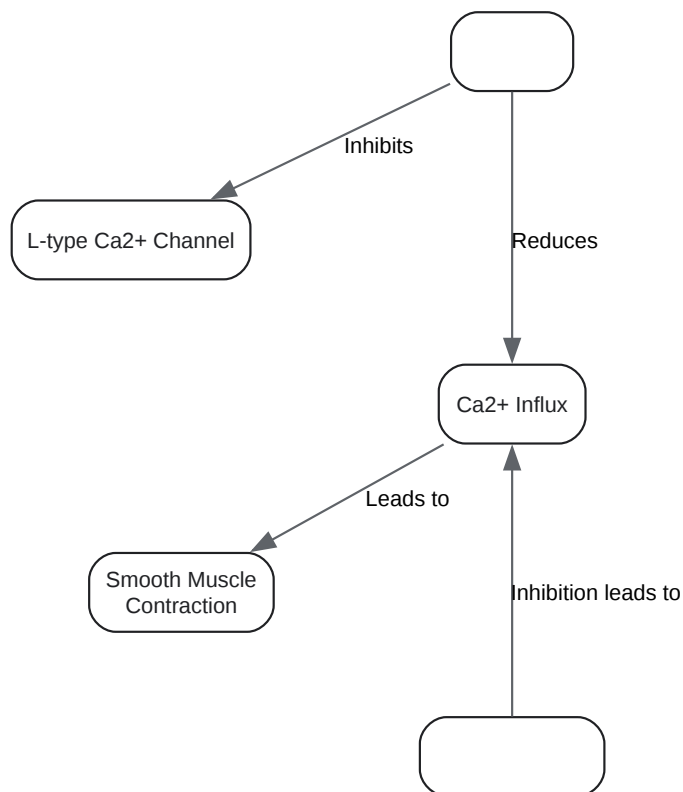 Inhibits
L-type Ca2+ Channel
Reduces
Ca2+ Influx
Leads to
Smooth Muscle
Contraction
Inhibition leads to